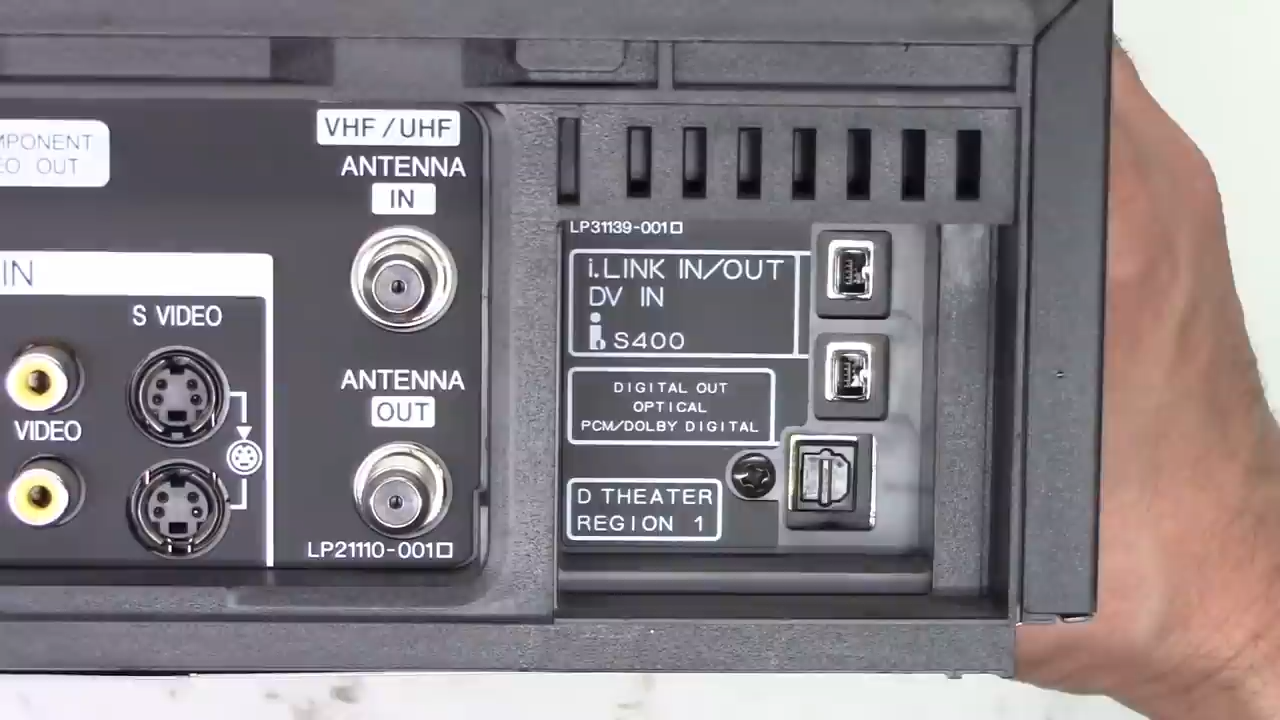 MPONENT
EO OUT
VHF/UHF
ANTENNA
IN
IN
S VIDEO
VIDEO
ANTENNA
OUT
LP21110-001
LP31139-001
i.LINK IN/OUT
DV IN
S400
DIGITAL OUT
OPTICAL
PCM/DOLBY DIGITAL
D THEATER
REGION 1